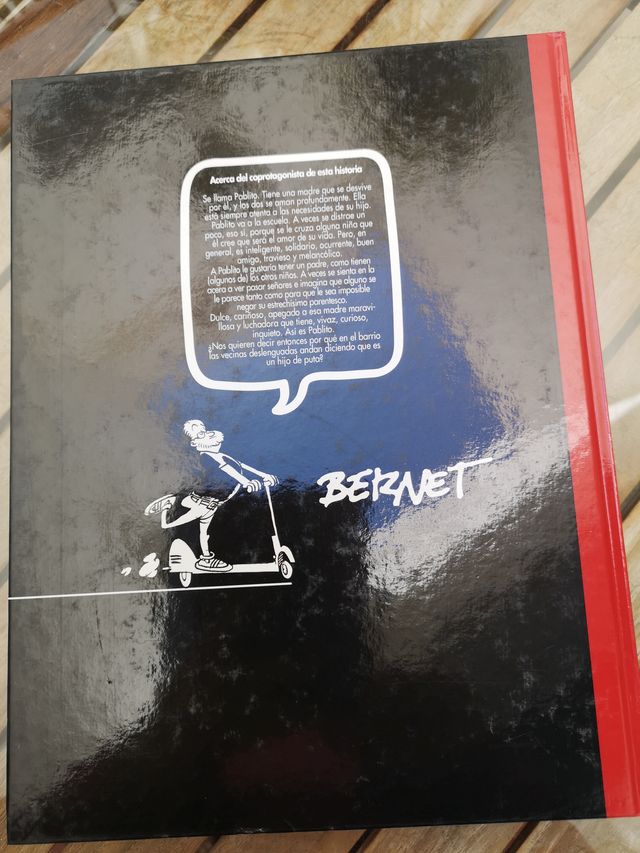 Acerca del coprotagonista de esta historia
Se llama Pablito. Tiene una madre que se desvive
por él, y los dos se aman profundamente. Ella
está siempre atenta a las necesidades de su hijo.
Pablito va a la escuela. A veces se distrae un
poco, eso sí, porque se le cruza alguna niña que
él cree que será el amor de su vida. Pero, en
general, es inteligente, solidario, ocurrente, buen
amigo, travieso y melancólico.
A Pablito le gustaría tener un padre, como tienen
(algunos de) los otros niños. A veces se sienta en la
acera a ver pasar señores e imagina que alguno se
le parece tanto como para que le sea imposible
negar su estrechísimo parentesco.
Dulce, cariñoso, apegado a esa madre maravi-
llosa y luchadora que tiene, vivaz, curioso,
inquieto. Así es Pablito.
¿Nos quieren decir entonces por qué en el barrio
las vecinas deslenguadas andan diciendo que es
un hijo de puta?
BERNET